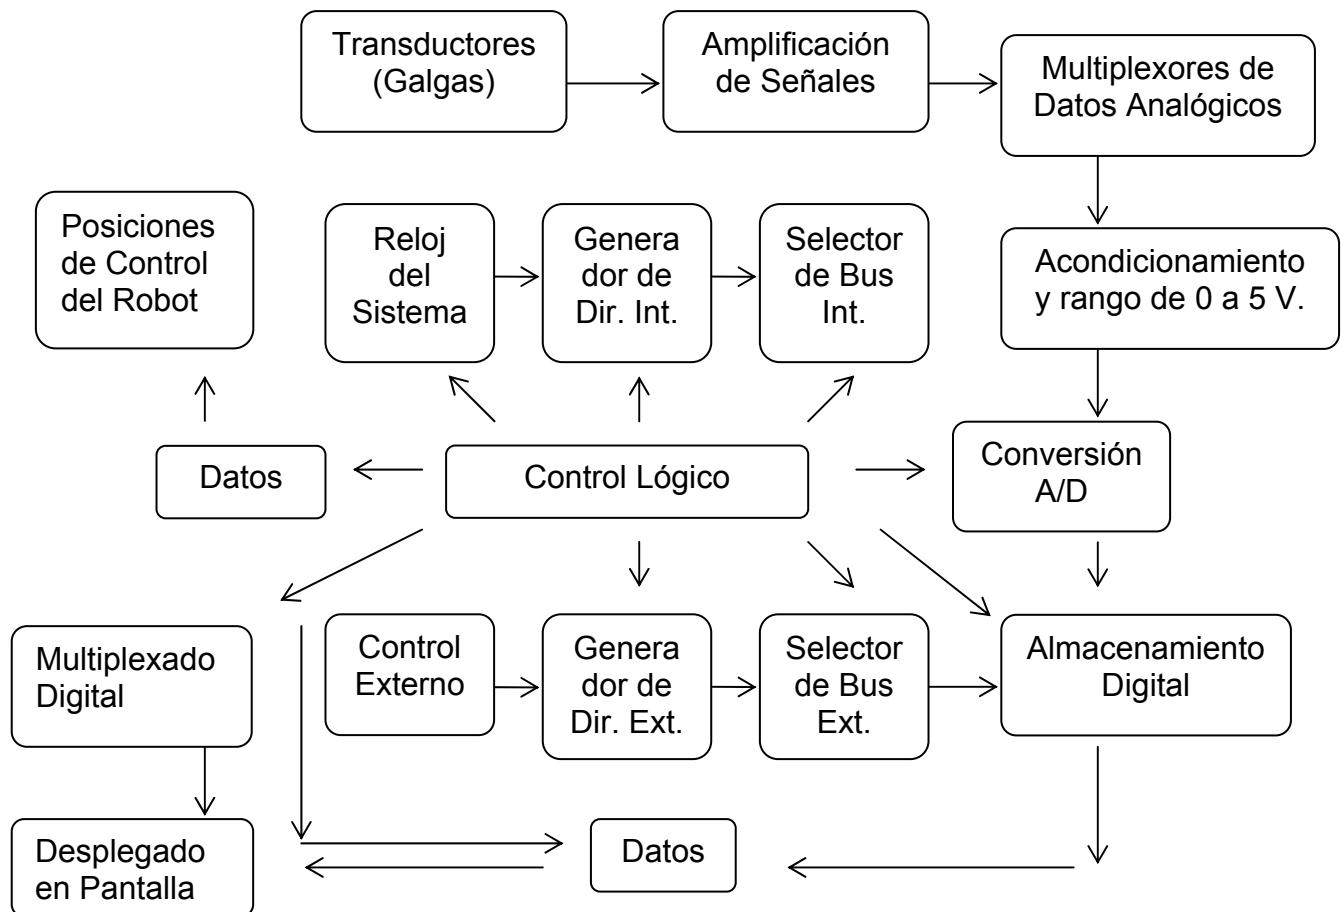 Transductores
(Galgas)
Amplificación
de Señales
Multiplexores de
Datos Analógicos
Posiciones
de Control
del Robot
Reloj
del
Sistema
Genera
dor de
Dir. Int.
Selector
de Bus
Int.
Acondicionamiento
y rango de 0 a 5 V.
Datos
Control Lógico
Conversión
A/D
Multiplexado
Digital
Control
Externo
Genera
dor de
Dir. Ext.
Selector
de Bus
Ext.
Almacenamiento
Digital
Desplegado
en Pantalla
Datos